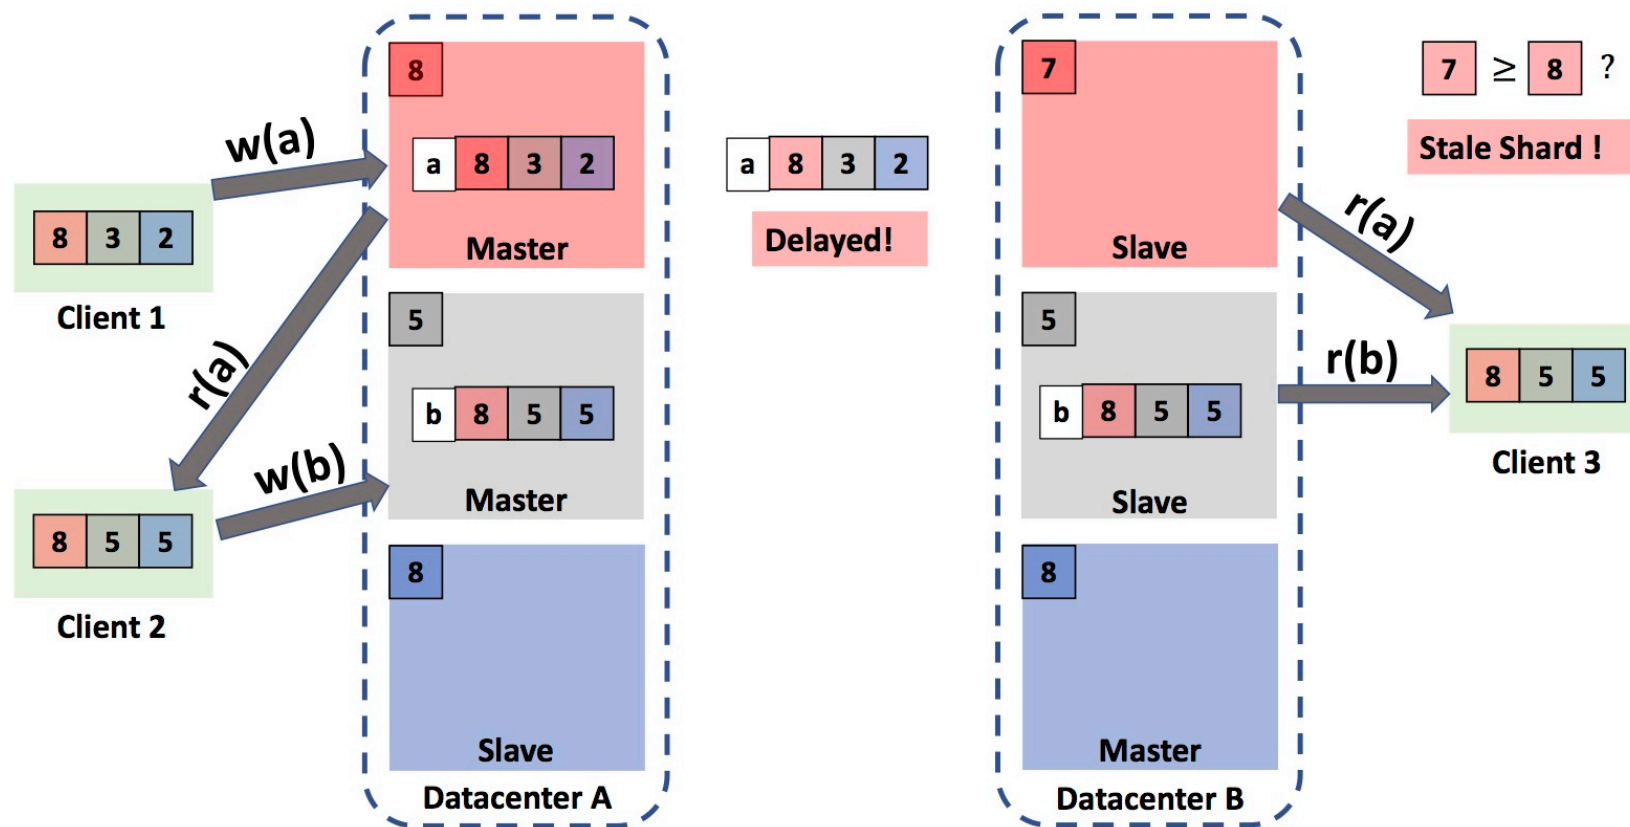 8
7
7 ≥ 8 ?
w(a)
a 8 3 2
a 8 3 2
Stale Shard !
8 3 2
r(a)
Master
Delayed!
Slave
Client 1
5
5
r(a)
r(b)
8 5 5
b 8 5 5
b 8 5 5
w(b)
Client 3
Master
Slave
8 5 5
8
8
Client 2
Slave
Master
Datacenter A
Datacenter B